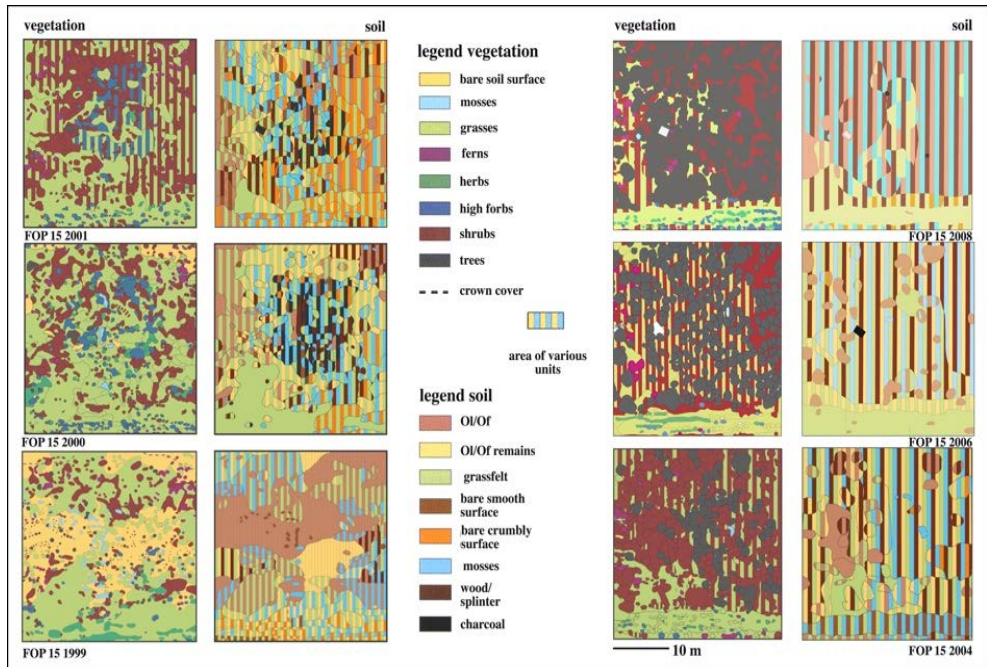 vegetation
soil
FOP 15 2001
FOP 15 2000
FOP 15 1999
legend vegetation
bare soil surface
mosses
grasses
ferns
herbs
high forbs
shrubs
trees
crown cover
area of various
units
legend soil
Ol/Of
Ol/Of remains
grassfelt
bare smooth
surface
bare crumbly
surface
mosses
wood/
splinter
charcoal
vegetation
soil
FOP 15 2008
FOP 15 2006
FOP 15 2004
10 m